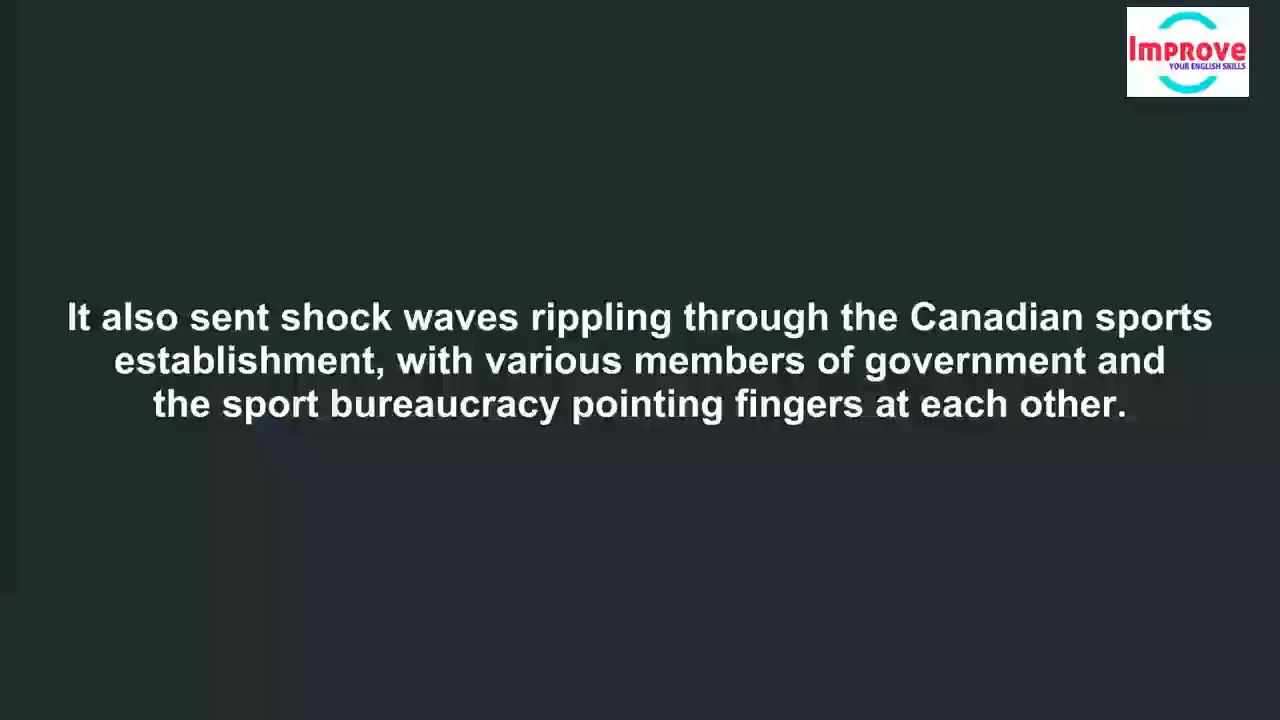 Improve
YOUR ENGLISH SKILLS
It also sent shock waves rippling through the Canadian sports
establishment, with various members of government and
the sport bureaucracy pointing fingers at each other.